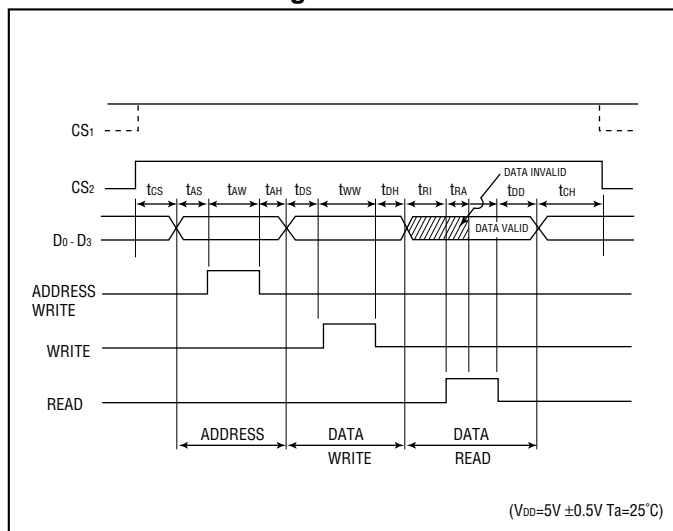 CS1
CS2
tCS tAS tAW tAH tDS tWW tDH tRI tRA tDD tCH
DATA INVALID
DATA VALID
D0 - D3
ADDRESS
WRITE
WRITE
READ
ADDRESS
DATA
WRITE
DATA
READ
(VDD=5V ±0.5V Ta=25˚C)